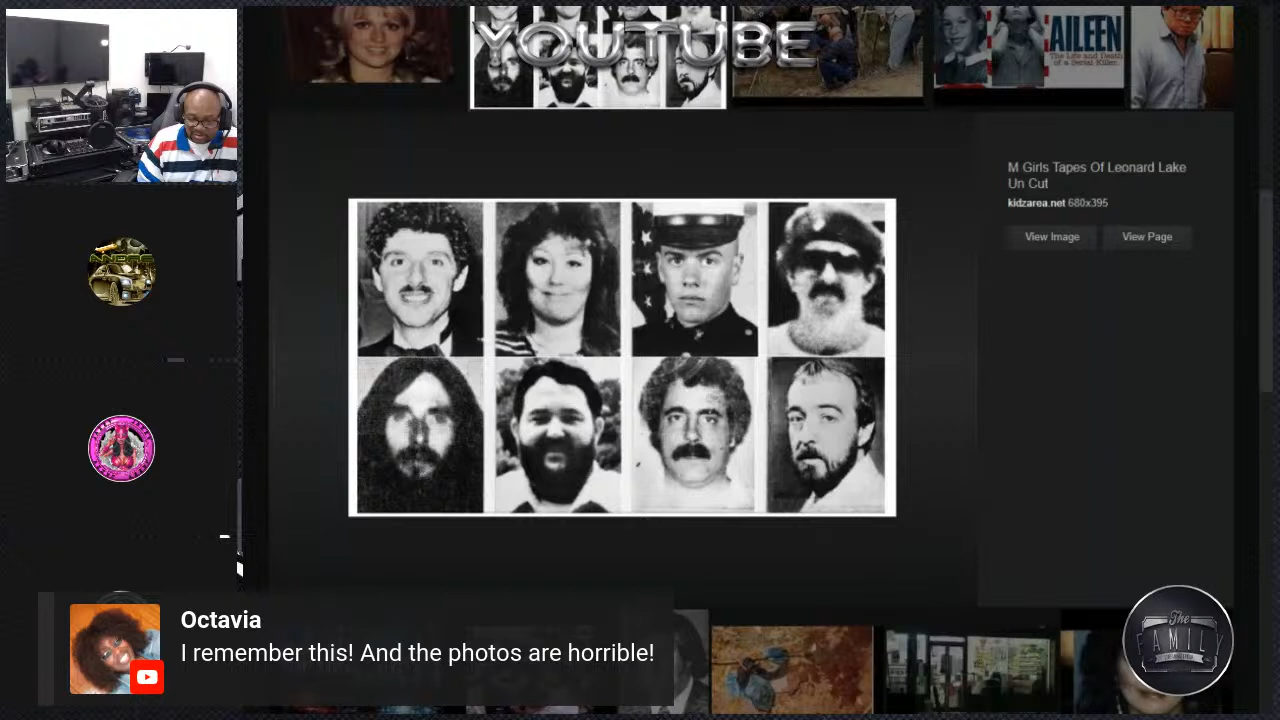 YOUTUBE
AILEEN
The Life and Death
of a Serial Killer
M Girls Tapes Of Leonard Lake
Un Cut
kidzarea.net 680x395
View Image
View Page
Octavia
I remember this! And the photos are horrible!
The
FAMILY